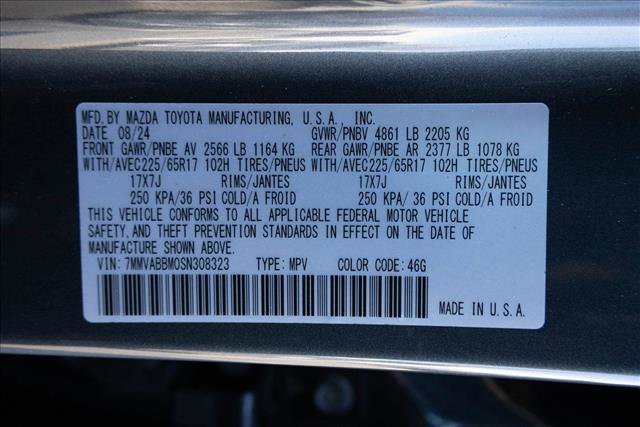 MFD. BY MAZDA TOYOTA MANUFACTURING, U.S.A., INC.
DATE 08/24 GVWR/PNBV 4861 LB 2205 KG
FRONT GAWR/PNBE AV 2566 LB 1164 KG REAR GAWR/PNBE AR 2377 LB 1078 KG
WITH/AVEC225/65R17 102H TIRES/PNEUS WITH/AVEC225/65R17 102H TIRES/PNEUS
17X7J RIMS/JANTES 17X7J RIMS/JANTES
250 KPA/36 PSI COLD/A FROID 250 KPA/36 PSI COLD/A FROID
THIS VEHICLE CONFORMS TO ALL APPLICABLE FEDERAL MOTOR VEHICLE
SAFETY, AND THEFT PREVENTION STANDARDS IN EFFECT ON THE DATE OF
MANUFACTURE SHOWN ABOVE.
VIN: 7MMVABBM0SN308323 TYPE: MPV COLOR CODE: 46G
MADE IN U.S.A.